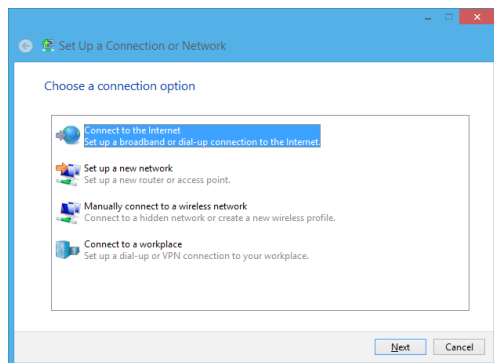 Set Up a Connection or Network
Choose a connection option
Connect to the Internet
Set up a broadband or dial-up connection to the Internet.
Set up a new network
Set up a new router or access point.
Manually connect to a wireless network
Connect to a hidden network or create a new wireless profile.
Connect to a workplace
Set up a dial-up or VPN connection to your workplace.
Next Cancel